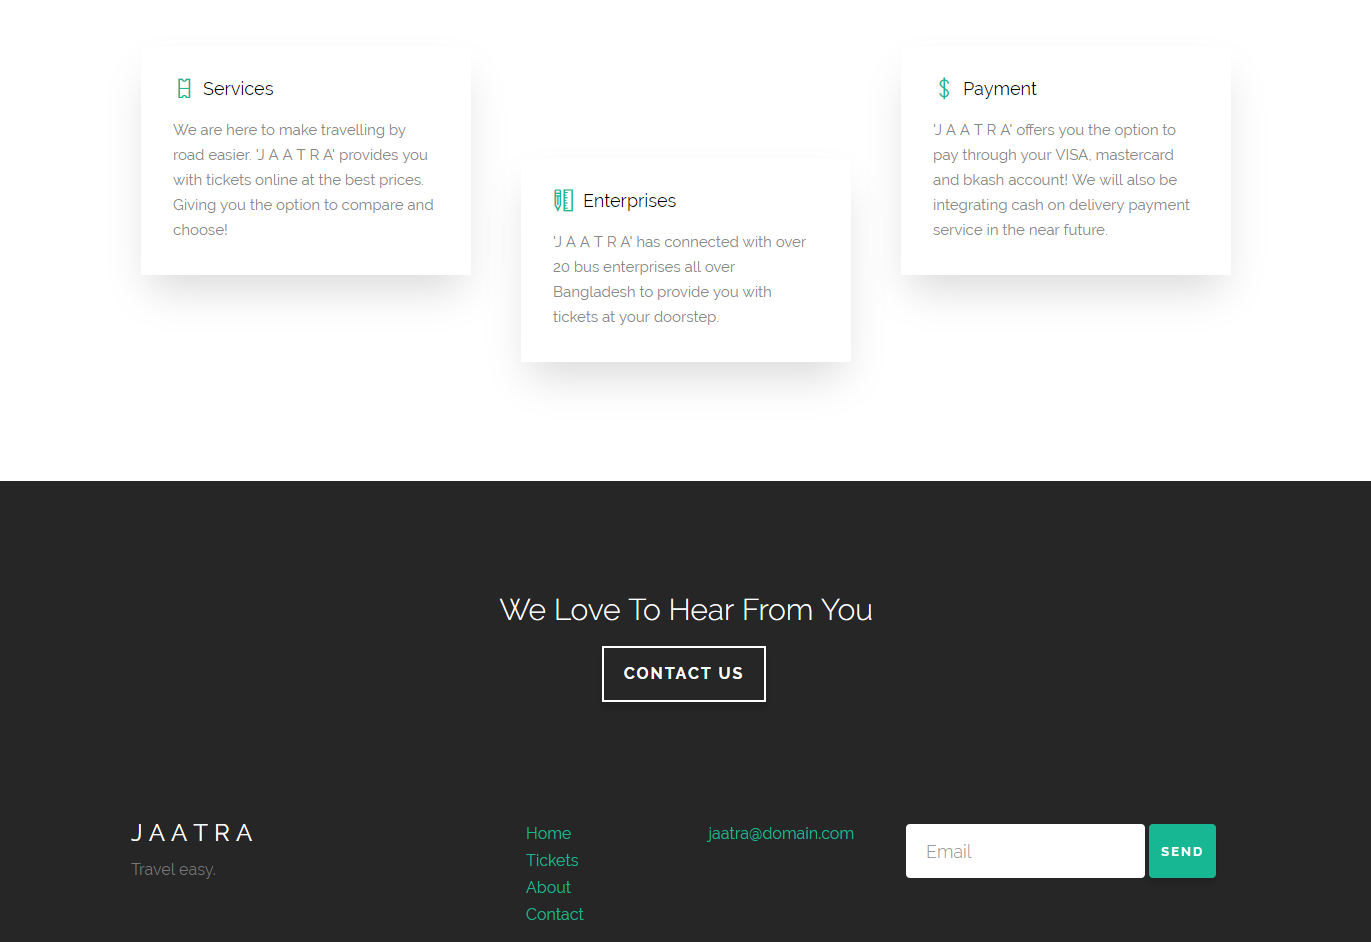 Services
We are here to make travelling by
road easier. 'J A A T R A' provides you
with tickets online at the best prices.
Giving you the option to compare and
choose!
Enterprises
'J A A T R A' has connected with over
20 bus enterprises all over
Bangladesh to provide you with
tickets at your doorstep.
Payment
'J A A T R A' offers you the option to
pay through your VISA, mastercard
and bkash account! We will also be
integrating cash on delivery payment
service in the near future.
We Love To Hear From You
CONTACT US
J A A T R A
Travel easy.
Home
Tickets
About
Contact
jaatra@domain.com
Email
SEND